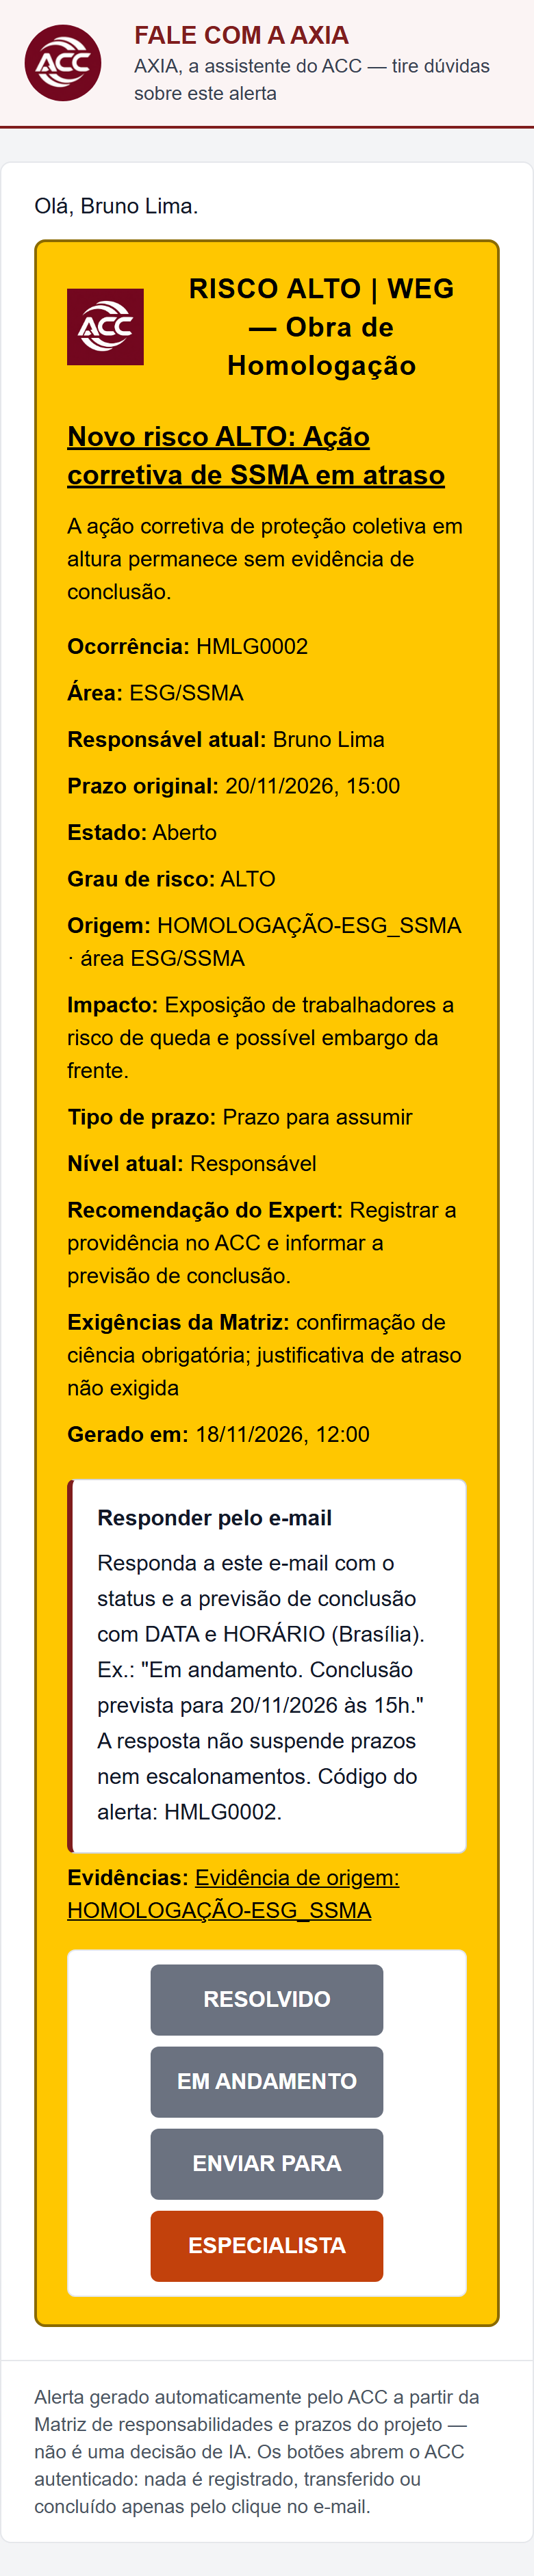 ACC
FALE COM A AXIA
AXIA, a assistente do ACC — tire dúvidas
sobre este alerta
Olá, Bruno Lima.
ACC
RISCO ALTO | WEG
— Obra de
Homologação
Novo risco ALTO: Ação
corretiva de SSMA em atraso
A ação corretiva de proteção coletiva em
altura permanece sem evidência de
conclusão.
Ocorrência: HMLG0002
Área: ESG/SSMA
Responsável atual: Bruno Lima
Prazo original: 20/11/2026, 15:00
Estado: Aberto
Grau de risco: ALTO
Origem: HOMOLOGAÇÃO-ESG_SSMA
· área ESG/SSMA
Impacto: Exposição de trabalhadores a
risco de queda e possível embargo da
frente.
Tipo de prazo: Prazo para assumir
Nível atual: Responsável
Recomendação do Expert: Registrar a
providência no ACC e informar a
previsão de conclusão.
Exigências da Matriz: confirmação de
ciência obrigatória; justificativa de atraso
não exigida
Gerado em: 18/11/2026, 12:00
Responder pelo e-mail
Responda a este e-mail com o
status e a previsão de conclusão
com DATA e HORÁRIO (Brasília).
Ex.: "Em andamento. Conclusão
prevista para 20/11/2026 às 15h."
A resposta não suspende prazos
nem escalonamentos. Código do
alerta: HMLG0002.
Evidências: Evidência de origem:
HOMOLOGAÇÃO-ESG_SSMA
RESOLVIDO
EM ANDAMENTO
ENVIAR PARA
ESPECIALISTA
Alerta gerado automaticamente pelo ACC a partir da
Matriz de responsabilidades e prazos do projeto —
não é uma decisão de IA. Os botões abrem o ACC
autenticado: nada é registrado, transferido ou
concluído apenas pelo clique no e-mail.